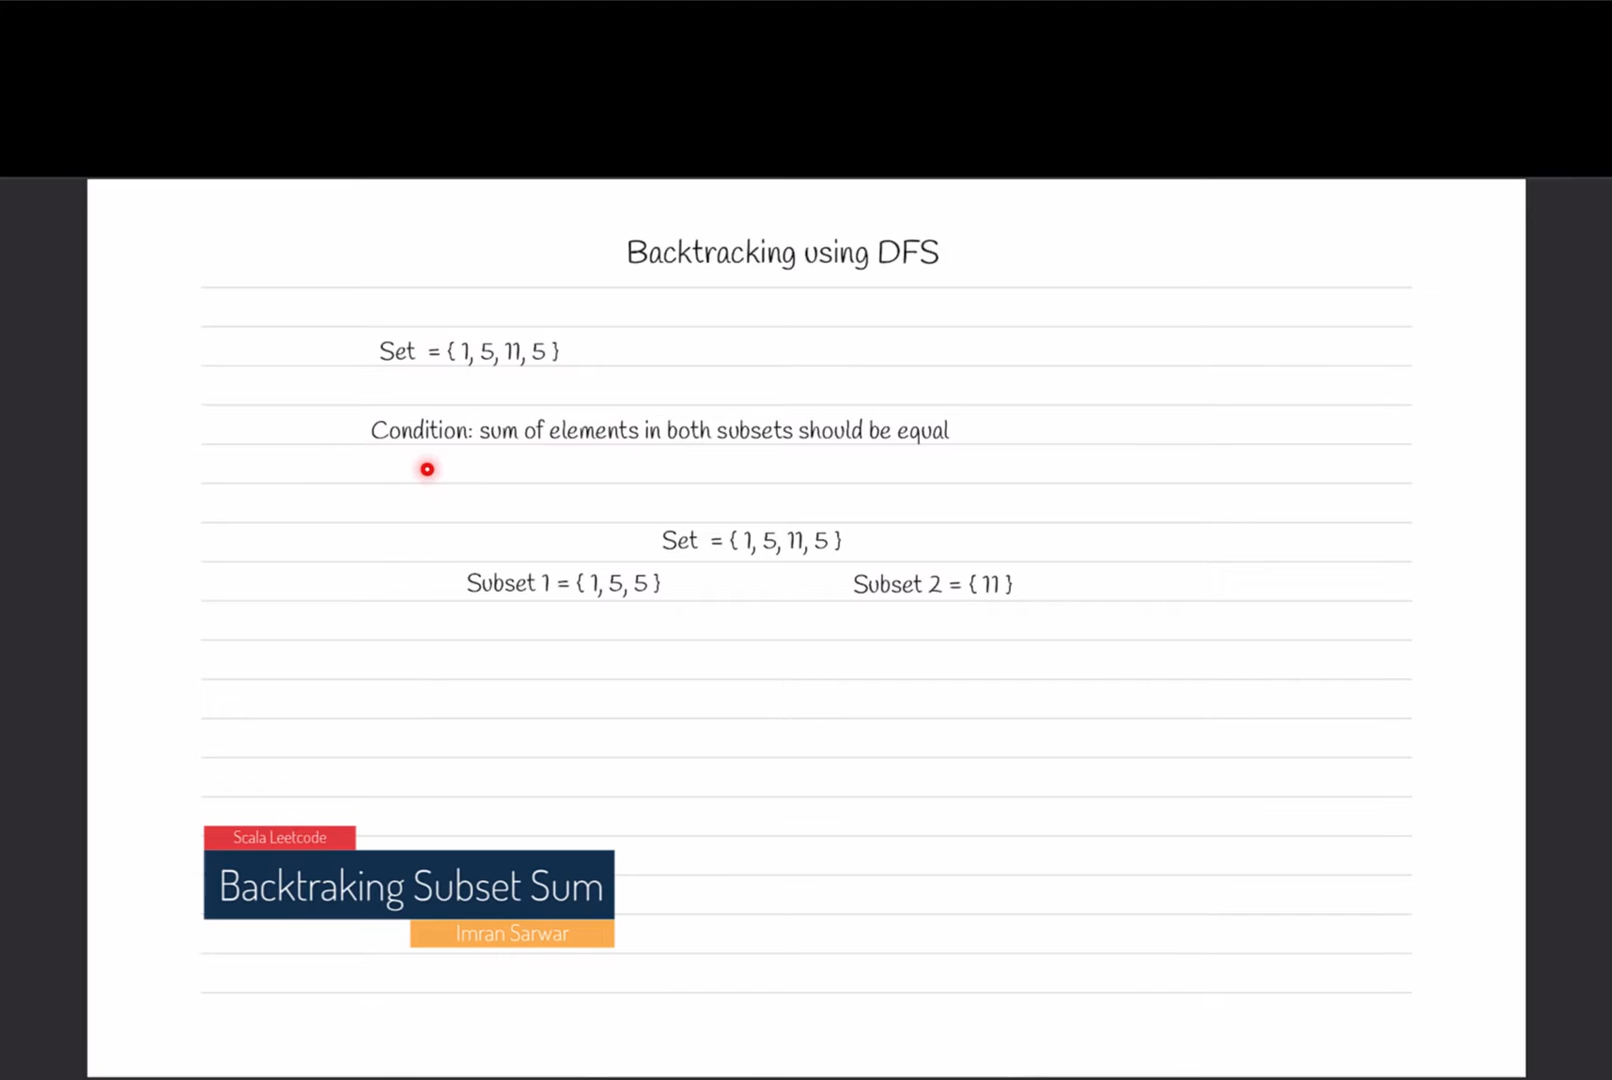 Backtracking using DFS
Set = { 1, 5, 11, 5 }
Condition: sum of elements in both subsets should be equal
Set = { 1, 5, 11, 5 }
Subset 1 = { 1, 5, 5 } Subset 2 = { 11 }
Scala Leetcode
Backtraking Subset Sum
Imran Sarwar